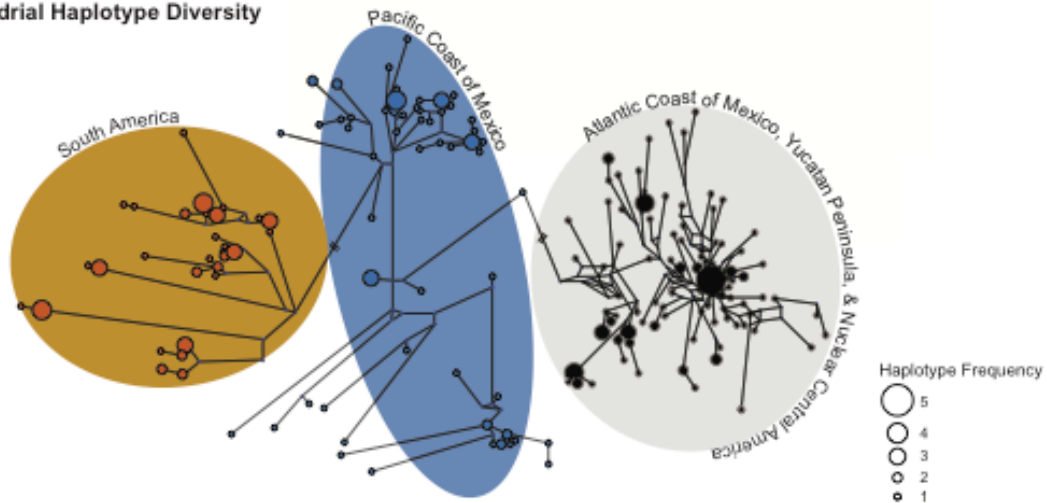 drial Haplotype Diversity
Pacific Coast of Mexico
South America
Atlantic Coast of Mexico, Yucatan Peninsula, & Nuclear Central America
Haplotype Frequency
5
4
3
2
1